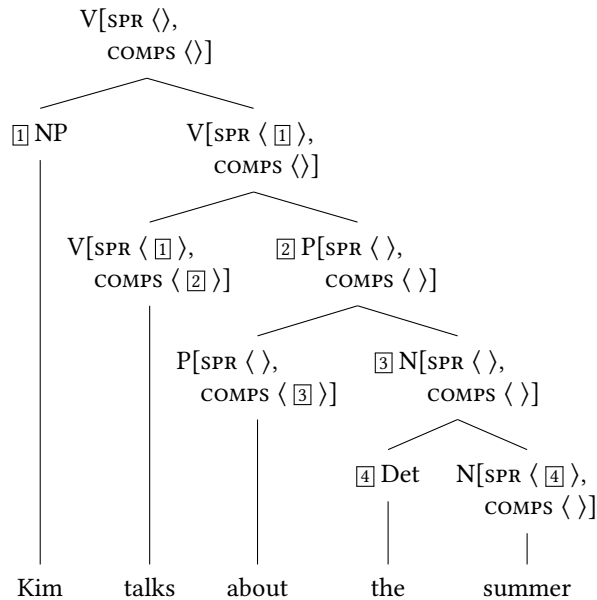 V[SPR ⟨⟩,
COMPS ⟨⟩]
1 NP V[SPR ⟨ 1 ⟩,
COMPS ⟨⟩]
V[SPR ⟨ 1 ⟩, 2 P[SPR ⟨ ⟩,
COMPS ⟨ 2 ⟩] COMPS ⟨ ⟩]
P[SPR ⟨ ⟩, 3 N[SPR ⟨ ⟩,
COMPS ⟨ 3 ⟩] COMPS ⟨ ⟩]
4 Det N[SPR ⟨ 4 ⟩,
COMPS ⟨ ⟩]
Kim talks about the summer